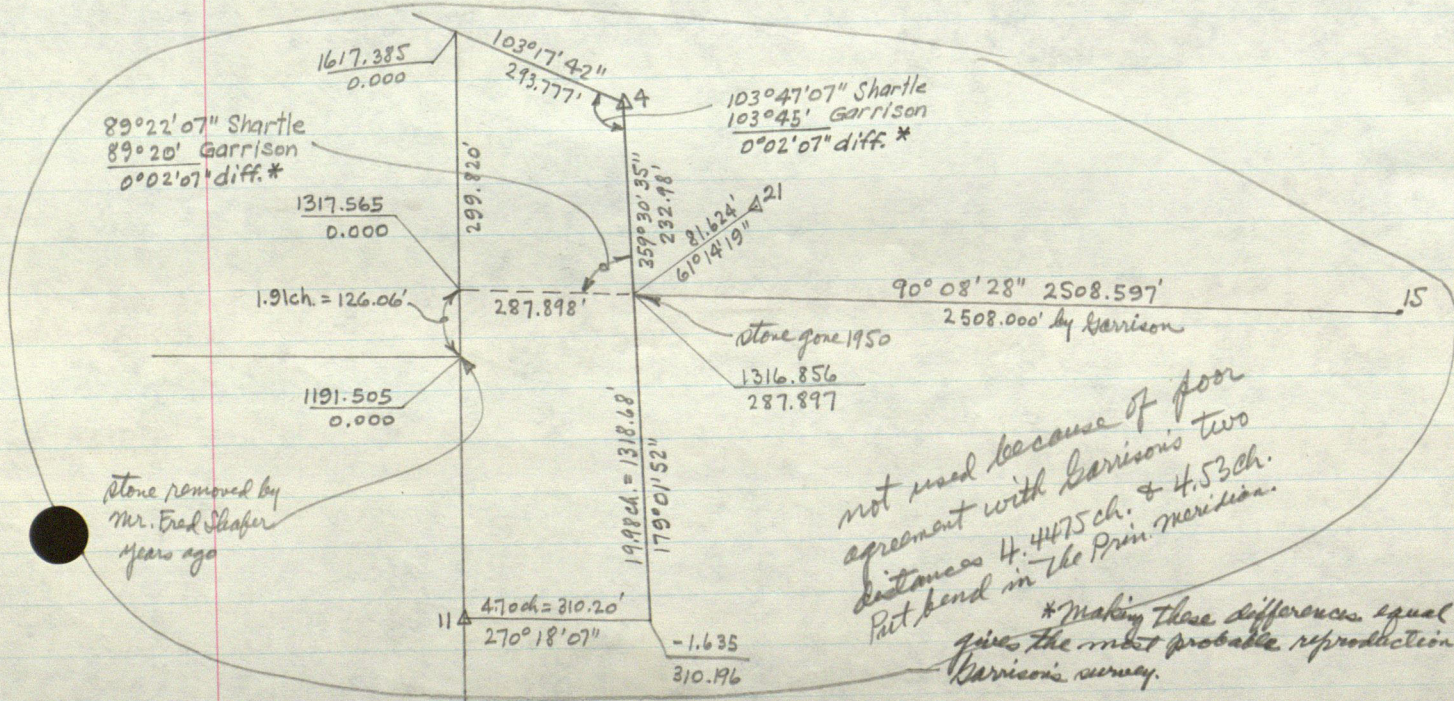 1617.385
0.000
103°17'42"
293.777'
4
103°47'07" Shartle
103°45' Garrison
0°02'07" diff. *
89°22'07" Shartle
89°20' Garrison
0°02'07" diff. *
299.820'
359°30'35"
232.98'
21
81.624'
61°14'19"
1317.565
0.000
1.91ch. = 126.06'
287.898'
90°08'28" 2508.597'
2508.000' by Garrison
15
stone gone 1950
1316.856
287.897
1191.505
0.000
stone removed by
Mr. Fred Shafer
years ago
19.98ch. = 1318.68'
179°01'52"
not used because of poor
agreement with Garrison's two
distances 4.4475ch. & 4.53ch.
Put bend in the Prin. Meridian.
11
4.70ch = 310.20'
270°18'07"
-1.635
310.196
*Making these differences equal
gives the most probable reproduction
Garrison's survey.